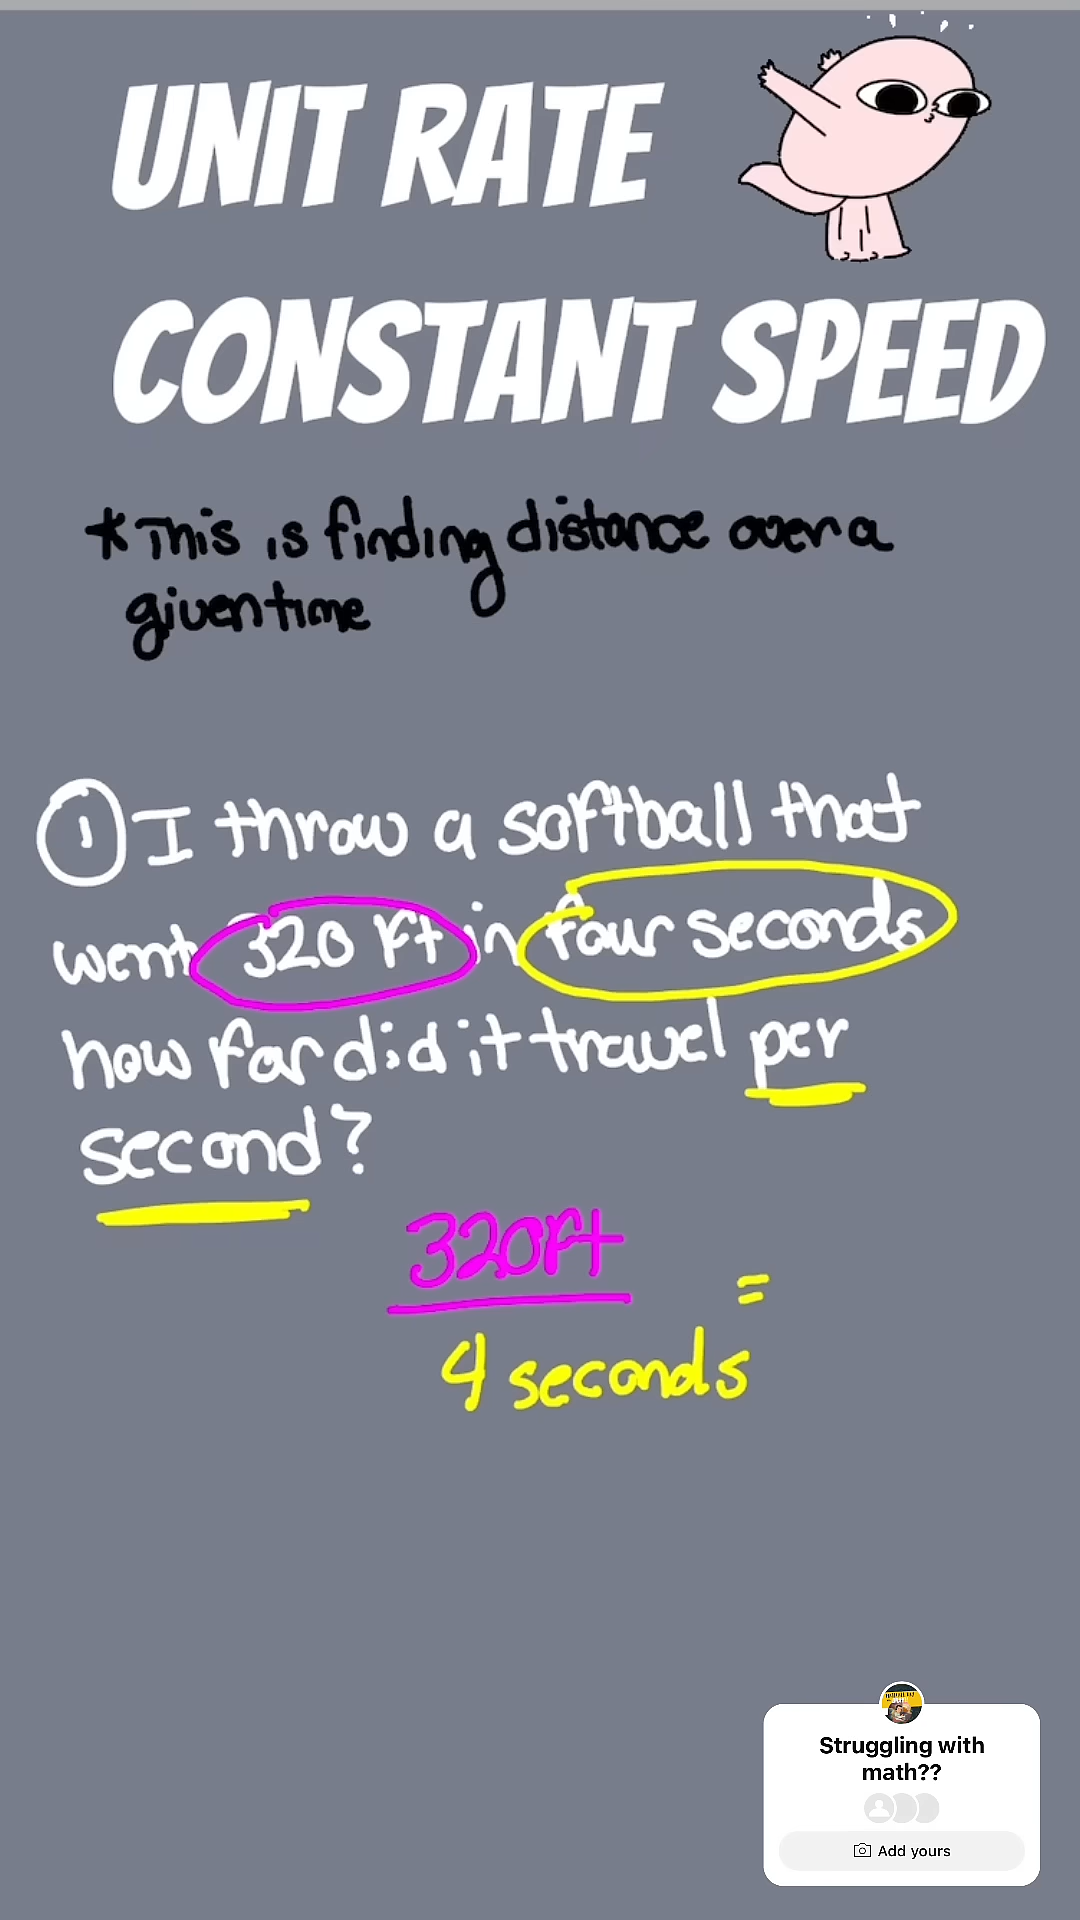 UNIT RATE
CONSTANT SPEED
*This is finding distance over a
given time
① I throw a softball that
went 320 ft in four seconds
how far did it travel per
second?
320ft
=
4 seconds
Struggling with
math??
Add yours